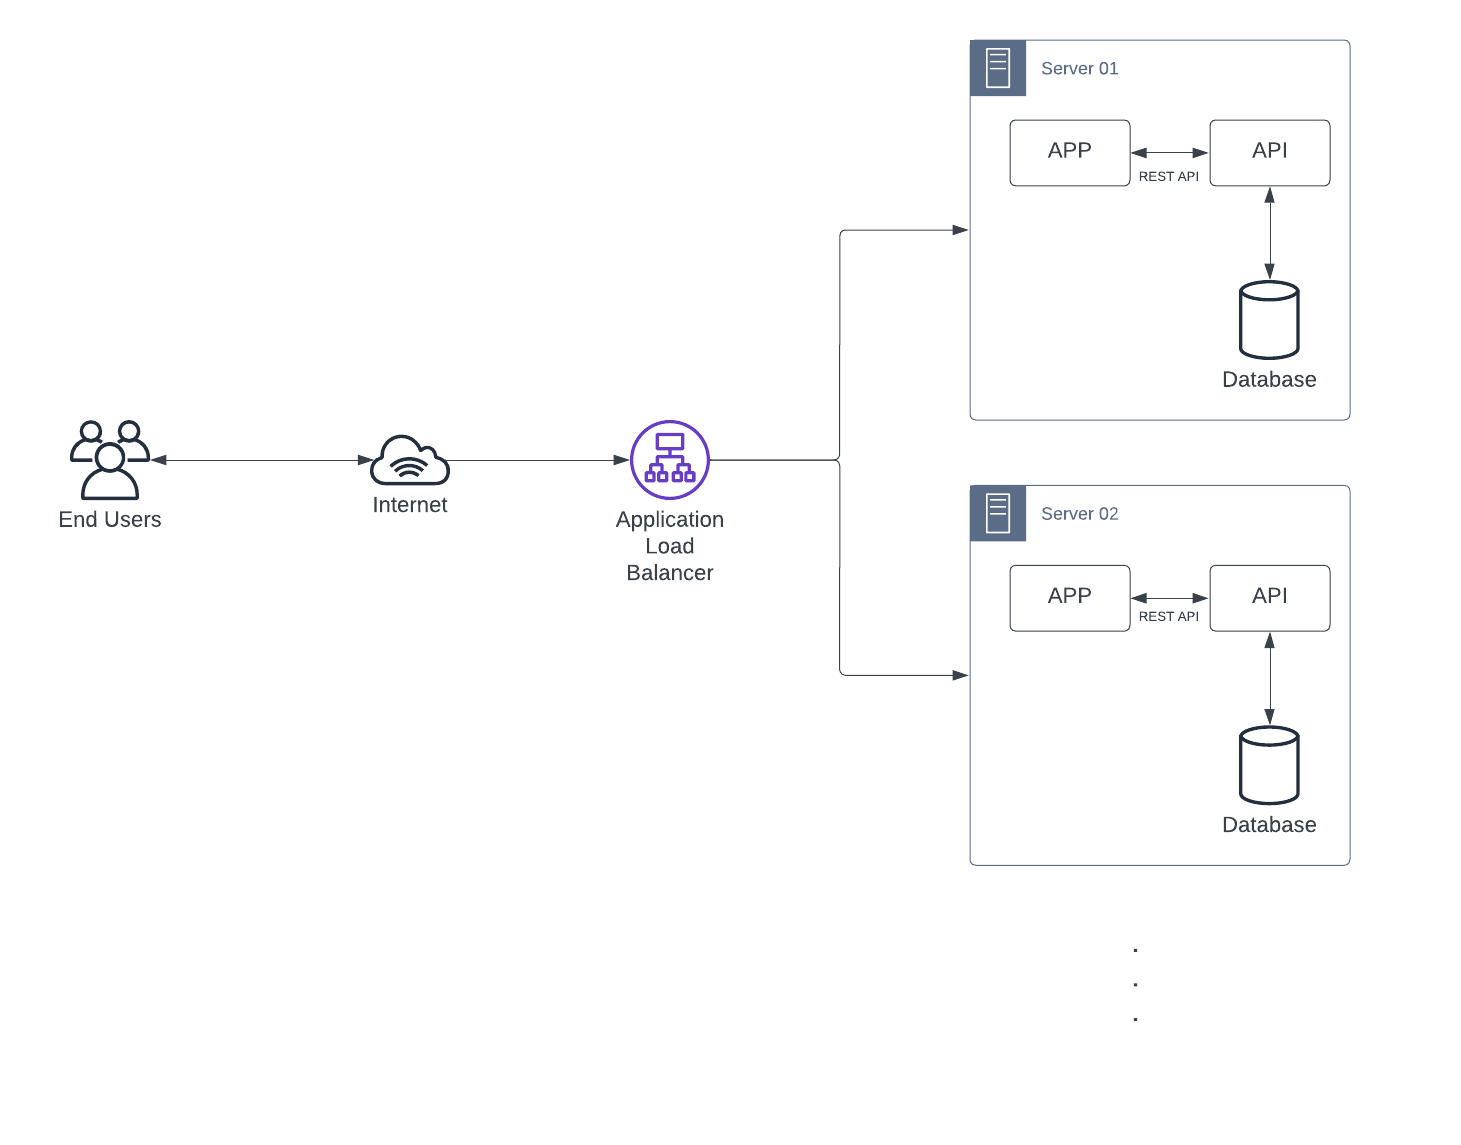 Server 01
APP
API
REST API
Database
End Users
Internet
Application
Load
Balancer
Server 02
APP
API
REST API
Database
.
.
.